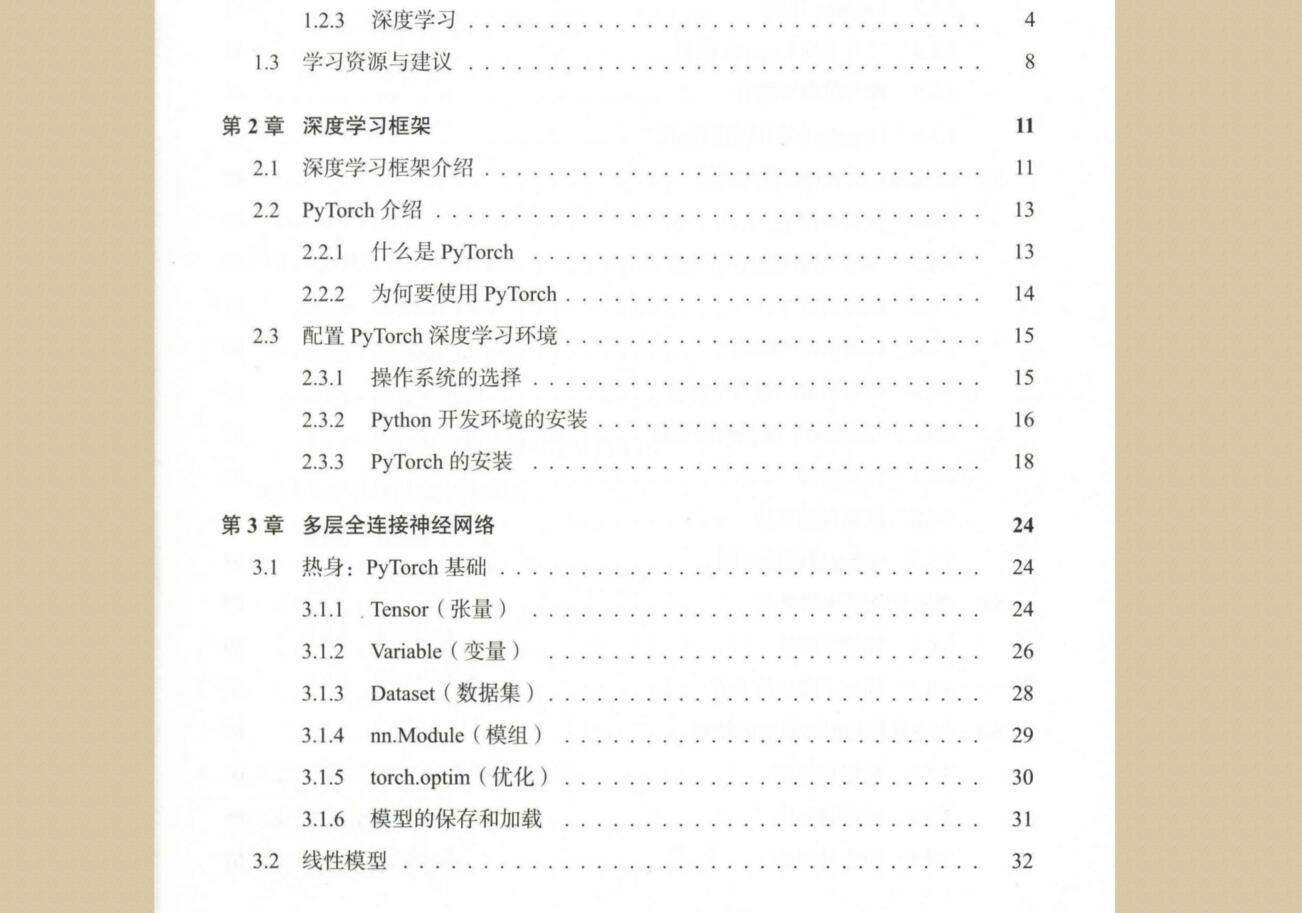 1.2.3 深度学习 . . . . . . . . . . . . . . . . . . . . . . . . . . . . 4
1.3 学习资源与建议 . . . . . . . . . . . . . . . . . . . . . . . . . . . . 8
第 2 章 深度学习框架 11
2.1 深度学习框架介绍 . . . . . . . . . . . . . . . . . . . . . . . . . . . . 11
2.2 PyTorch 介绍 . . . . . . . . . . . . . . . . . . . . . . . . . . . . 13
2.2.1 什么是 PyTorch . . . . . . . . . . . . . . . . . . . . . . . . . . 13
2.2.2 为何要使用 PyTorch . . . . . . . . . . . . . . . . . . . . . . . . 14
2.3 配置 PyTorch 深度学习环境 . . . . . . . . . . . . . . . . . . . . . . . . 15
2.3.1 操作系统的选择 . . . . . . . . . . . . . . . . . . . . . . . . . . 15
2.3.2 Python 开发环境的安装 . . . . . . . . . . . . . . . . . . . . . . 16
2.3.3 PyTorch 的安装 . . . . . . . . . . . . . . . . . . . . . . . . . . 18
第 3 章 多层全连接神经网络 24
3.1 热身：PyTorch 基础 . . . . . . . . . . . . . . . . . . . . . . . . . . . . 24
3.1.1 Tensor（张量） . . . . . . . . . . . . . . . . . . . . . . . . . . 24
3.1.2 Variable（变量） . . . . . . . . . . . . . . . . . . . . . . . . . 26
3.1.3 Dataset（数据集） . . . . . . . . . . . . . . . . . . . . . . . . . 28
3.1.4 nn.Module（模组） . . . . . . . . . . . . . . . . . . . . . . . . 29
3.1.5 torch.optim（优化） . . . . . . . . . . . . . . . . . . . . . . . . 30
3.1.6 模型的保存和加载 . . . . . . . . . . . . . . . . . . . . . . . . 31
3.2 线性模型 . . . . . . . . . . . . . . . . . . . . . . . . . . . . . . . . 32